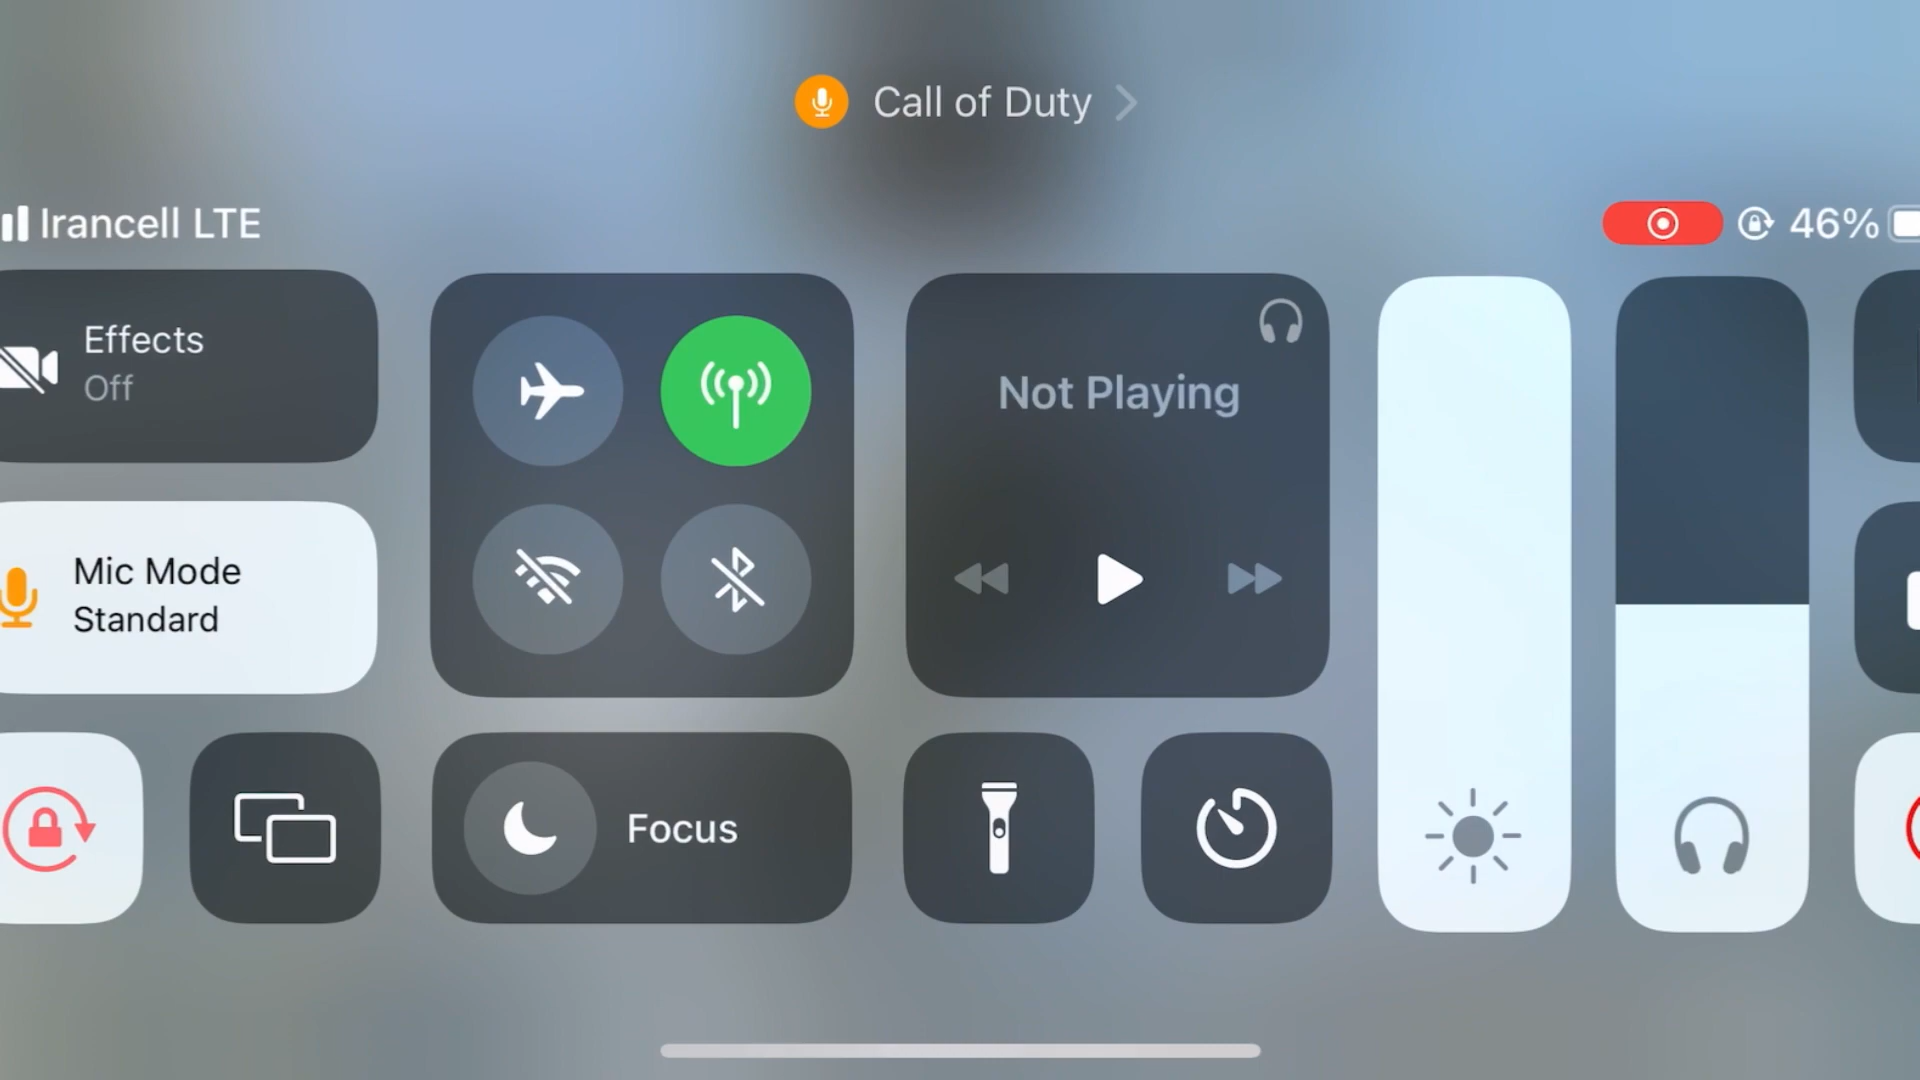 Call of Duty
Irancell LTE
46%
Effects
Off
Not Playing
Mic Mode
Standard
Focus